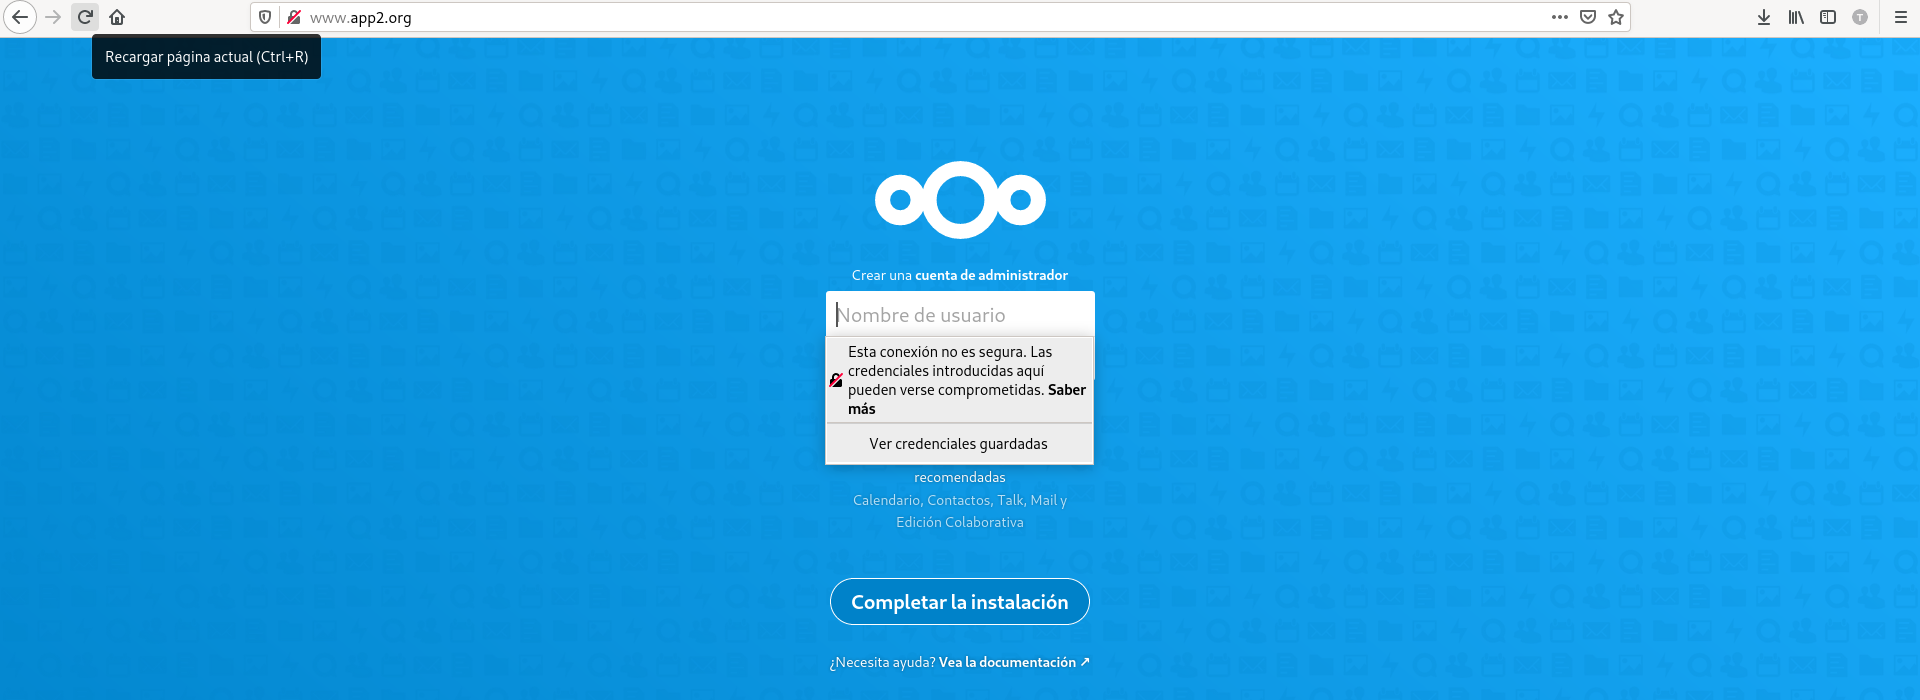 www.app2.org
T
Recargar página actual (Ctrl+R)
Crear una cuenta de administrador
Nombre de usuario
Esta conexión no es segura. Las
credenciales introducidas aquí
pueden verse comprometidas. Saber
más
Ver credenciales guardadas
recomendadas
Calendario, Contactos, Talk, Mail y
Edición Colaborativa
Completar la instalación
¿Necesita ayuda? Vea la documentación ↗